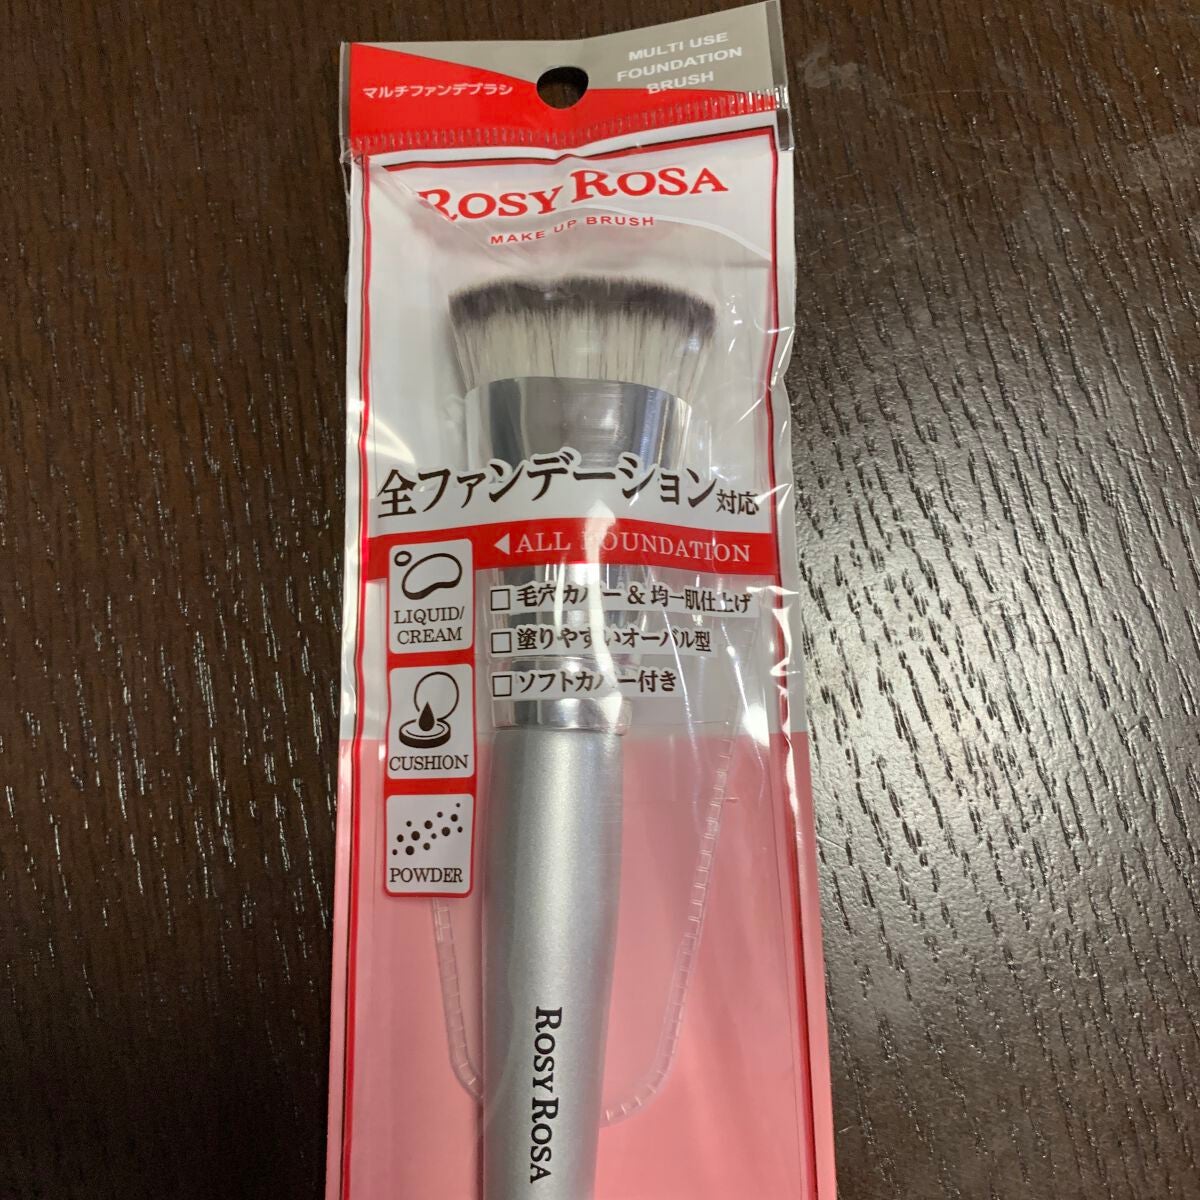 マルチファンデブラシ
MULTI USE
FOUNDATION
BRUSH
ROSY ROSA
MAKE UP BRUSH
全ファンデーション対応
◀ALL FOUNDATION
LIQUID/
CREAM
□毛穴カバー&均一肌仕上げ
□塗りやすいオーバル型
□ソフトカバー付き
CUSHION
POWDER
ROSY ROSA